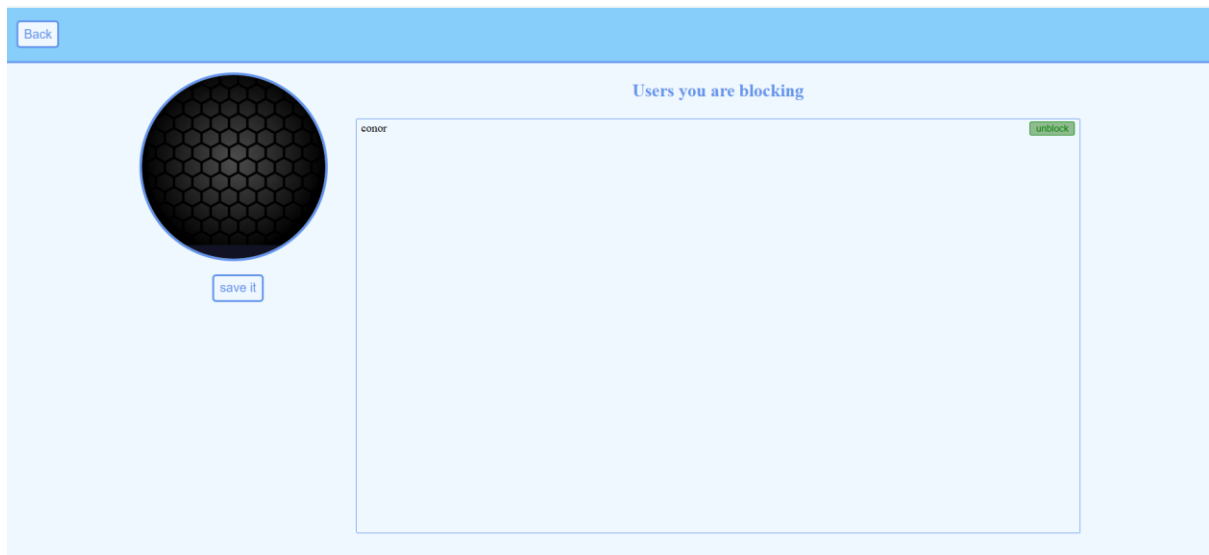 Back
Users you are blocking
conor
unblock
save it